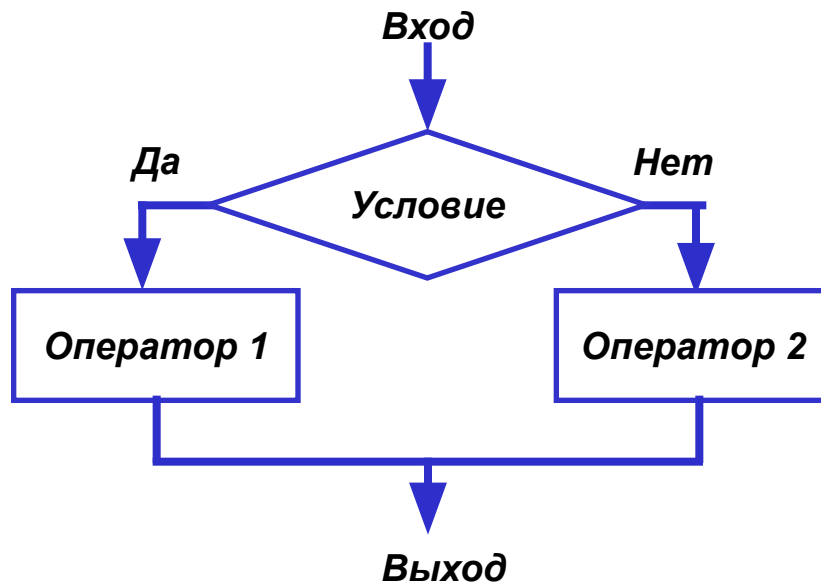 Вход
Да
Нет
Условие
Оператор 1
Оператор 2
Выход